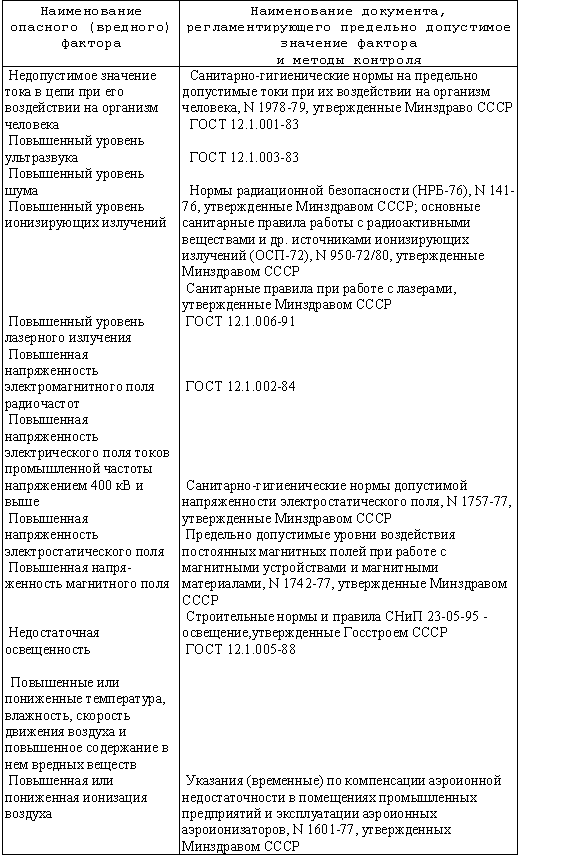 Наименование
опасного (вредного)
фактора
Наименование документа,
регламентирующего предельно допустимое
значение фактора
и методы контроля
Недопустимое значение
тока в цепи при его
воздействии на организм
человека
Повышенный уровень
ультразвука
Повышенный уровень
шума
Повышенный уровень
ионизирующих излучений
Повышенный уровень
лазерного излучения
Повышенная
напряженность
электромагнитного поля
радиочастот
Повышенная
напряженность
электрического поля токов
промышленной частоты
напряжением 400 кВ и
выше
Повышенная
напряженность
электростатического поля
Повышенная напря-
женность магнитного поля
Недостаточная
освещенность
Повышенные или
пониженные температура,
влажность, скорость
движения воздуха и
повышенное содержание в
нем вредных веществ
Повышенная или
пониженная ионизация
воздуха
Санитарно-гигиенические нормы на предельно
допустимые токи при их воздействии на организм
человека, N 1978-79, утвержденные Минздраво СССР
ГОСТ 12.1.001-83
ГОСТ 12.1.003-83
Нормы радиационной безопасности (НРБ-76), N 141-
76, утвержденные Минздравом СССР; основные
санитарные правила работы с радиоактивными
веществами и др. источниками ионизирующих
излучений (ОСП-72), N 950-72/80, утвержденные
Минздравом СССР
Санитарные правила при работе с лазерами,
утвержденные Минздравом СССР
ГОСТ 12.1.006-91
ГОСТ 12.1.002-84
Санитарно-гигиенические нормы допустимой
напряженности электростатического поля, N 1757-77,
утвержденные Минздравом СССР
Предельно допустимые уровни воздействия
постоянных магнитных полей при работе с
магнитными устройствами и магнитными
материалами, N 1742-77, утвержденные Минздравом
СССР
Строительные нормы и правила СНиП 23-05-95 -
освещение,утвержденные Госстроем СССР
ГОСТ 12.1.005-88
Указания (временные) по компенсации аэроионной
недостаточности в помещениях промышленных
предприятий и эксплуатации аэроионных
аэроионизаторов, N 1601-77, утвержденных
Минздравом СССР